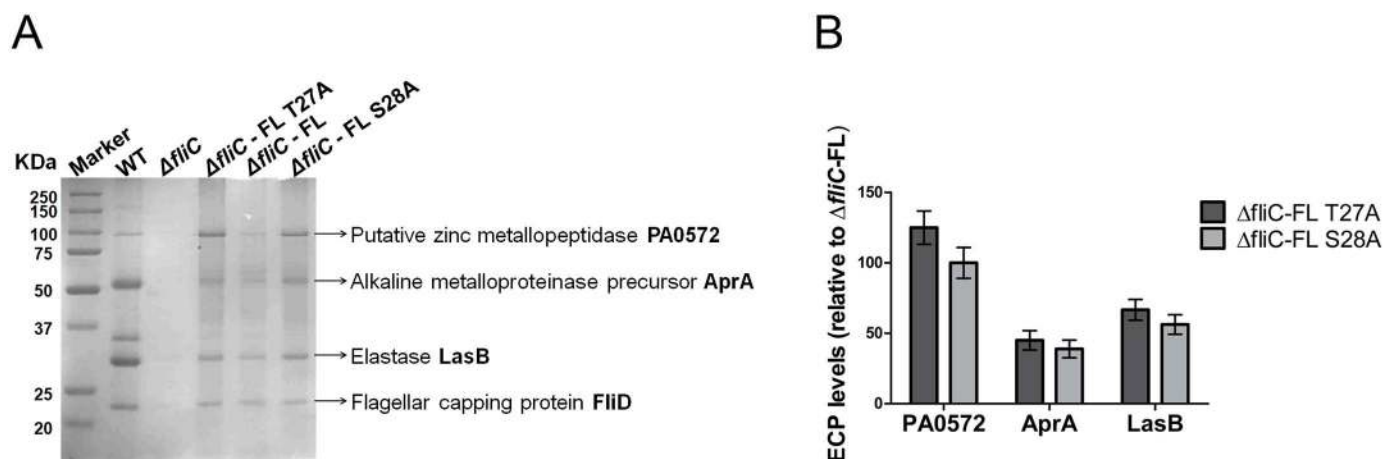 A
KDa
Marker
WT
ΔfliC
ΔfliC - FL T27A
ΔfliC - FL
ΔfliC - FL S28A
250
150
100
75
50
37
25
20
Putative zinc metallopeptidase PA0572
Alkaline metalloproteinase precursor AprA
Elastase LasB
Flagellar capping protein FliD
B
ECP levels (relative to ΔfliC-FL)
150
100
50
0
PA0572 AprA LasB
ΔfliC-FL T27A
ΔfliC-FL S28A